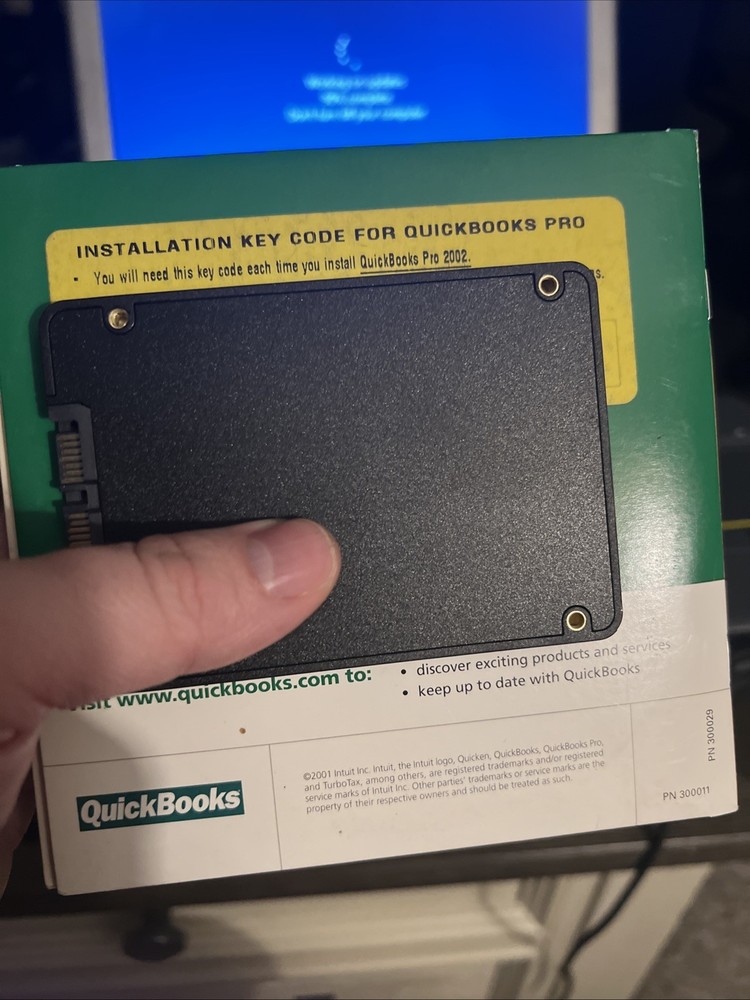 INSTALLATION KEY CODE FOR QUICKBOOKS PRO
• You will need this key code each time you install QuickBooks Pro 2002.
s.
visit www.quickbooks.com to:
• discover exciting products and services
• keep up to date with QuickBooks
QuickBooks
©2001 Intuit Inc. Intuit, the Intuit logo, Quicken, QuickBooks, QuickBooks Pro,
and TurboTax, among others, are registered trademarks and/or registered
service marks of Intuit Inc. Other parties' trademarks or service marks are the
property of their respective owners and should be treated as such.
PN 300011
PN 300029